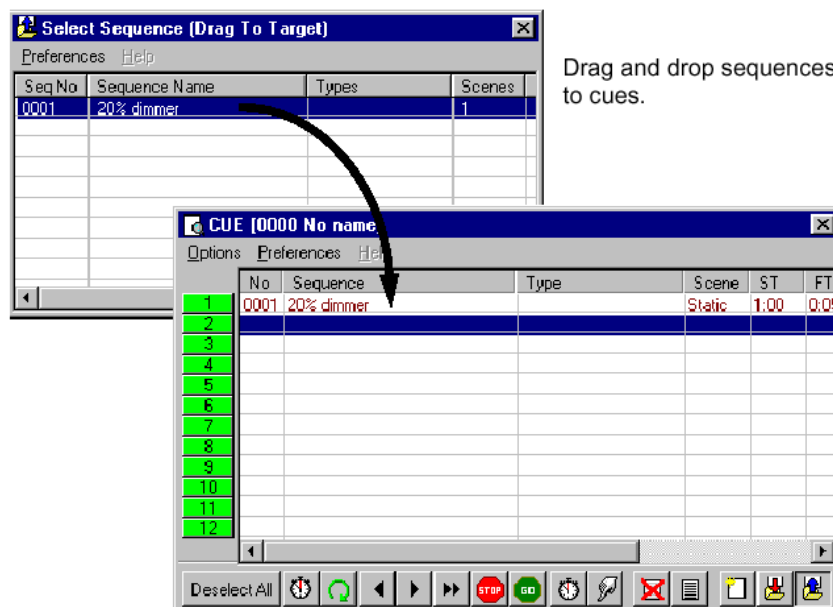 Select Sequence (Drag To Target)
Preferences Help
Seq No Sequence Name Types Scenes
0001 20% dimmer 1
Drag and drop sequences
to cues.
CUE [0000 No name
Options Preferences
No Sequence Type Scene ST FT
1 0001 20% dimmer Static 1:00
2
3
4
5
6
7
8
9
10
11
12
Deselect All STOP GO